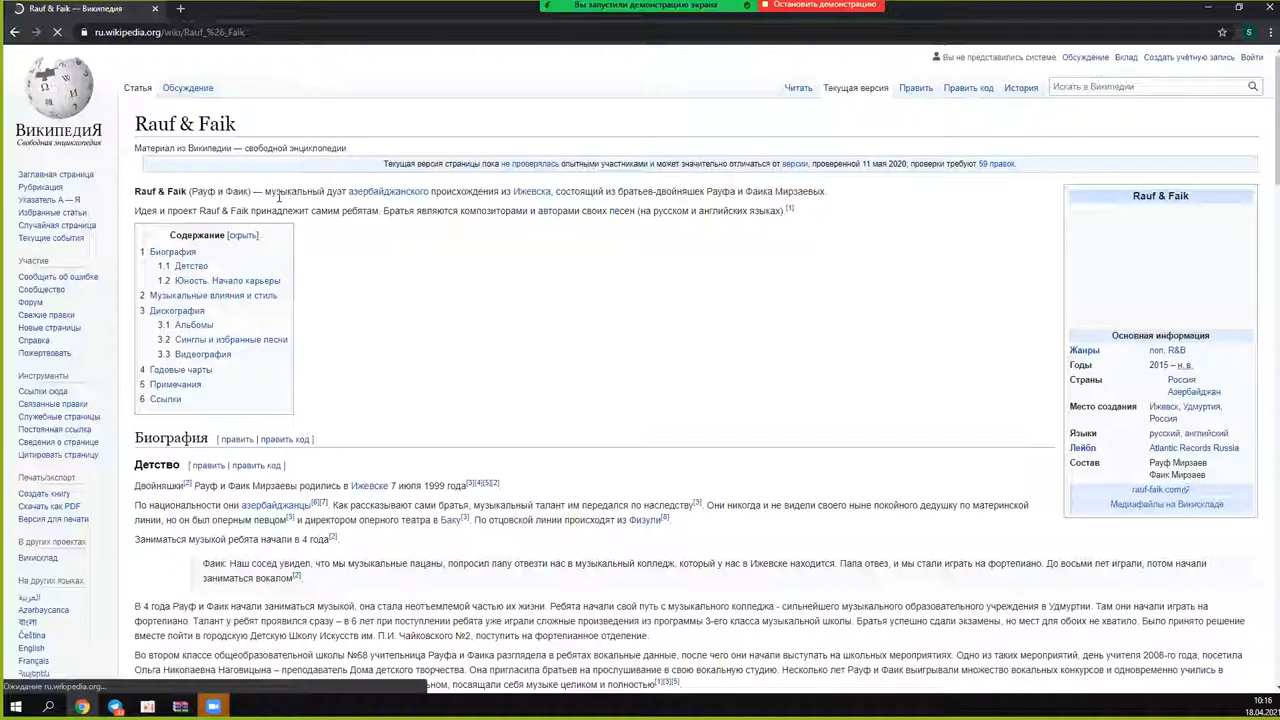 Rauf & Faik — Википедия
Вы запустили демонстрацию экрана
Остановить демонстрацию
ru.wikipedia.org/wiki/Rauf_%26_Faik
S
Вы не представились системе
Обсуждение
Вклад
Создать учётную запись
Войти
Статья
Обсуждение
Читать
Текущая версия
Править
Править код
История
Искать в Википедии
ВИКИПЕДИЯ
Свободная энциклопедия
Rauf & Faik
Материал из Википедии — свободной энциклопедии
Текущая версия страницы пока не проверялась опытными участниками и может значительно отличаться от версии, проверенной 11 мая 2020; проверки требуют 59 правок.
Заглавная страница
Рубрикация
Указатель А — Я
Избранные статьи
Случайная страница
Текущие события
Участие
Сообщить об ошибке
Сообщество
Форум
Свежие правки
Новые страницы
Справка
Пожертвовать
Инструменты
Ссылки сюда
Связанные правки
Служебные страницы
Постоянная ссылка
Сведения о странице
Цитировать страницу
Печать/экспорт
Создать книгу
Скачать как PDF
Версия для печати
В других проектах
Викисклад
На других языках
العربية
Azərbaycanca
বাংলা
Čeština
English
Français
Հայերեն
Rauf & Faik (Рауф и Фаик) — музыкальный дуэт азербайджанского происхождения из Ижевска, состоящий из братьев-двойняшек Рауфа и Фаика Мирзаевых.
Идея и проект Rauf & Faik принадлежит самим ребятам. Братья являются композиторами и авторами своих песен (на русском и английских языках).[1]
Содержание [скрыть]
1 Биография
1.1 Детство
1.2 Юность. Начало карьеры
2 Музыкальные влияния и стиль
3 Дискография
3.1 Альбомы
3.2 Синглы и избранные песни
3.3 Видеография
4 Годовые чарты
5 Примечания
6 Ссылки
Rauf & Faik
Основная информация
Жанры поп, R&B
Годы 2015 – н. в.
Страны Россия
Азербайджан
Место создания Ижевск, Удмуртия,
Россия
Языки русский, английский
Лейбл Atlantic Records Russia
Состав Рауф Мирзаев
Фаик Мирзаев
rauf-faik.com
Медиафайлы на Викискладе
Биография [ править | править код ]
Детство [ править | править код ]
Двойняшки[2] Рауф и Фаик Мирзаевы родились в Ижевске 7 июля 1999 года[3][4][5][2]
По национальности они азербайджанцы[6][7]. Как рассказывают сами братья, музыкальный талант им передался по наследству[3]. Они никогда и не видели своего ныне покойного дедушку по материнской
линии, но он был оперным певцом[3] и директором оперного театра в Баку[3]. По отцовской линии происходят из Физули[8].
Заниматься музыкой ребята начали в 4 года[2].
Фаик: Наш сосед увидел, что мы музыкальные пацаны, попросил папу отвезти нас в музыкальный колледж, который у нас в Ижевске находится. Папа отвез, и мы стали играть на фортепиано. До восьми лет играли, потом начали
заниматься вокалом[2]
В 4 года Рауф и Фаик начали заниматься музыкой, она стала неотъемлемой частью их жизни. Ребята начали свой путь с музыкального колледжа - сильнейшего музыкального образовательного учреждения в Удмуртии. Там они начали играть на
фортепиано. Талант у ребят проявился сразу – в 6 лет при поступлении ребята уже играли сложные произведения из программы 3-его класса музыкальной школы. Братья успешно сдали экзамены, но мест для обоих не хватило. Было принято решение
вместе пойти в городскую Детскую Школу Искусств им. П.И. Чайковского №2, поступить на фортепианное отделение.
Во втором классе общеобразовательной школы №68 учительница Рауфа и Фаика разглядела в ребятах вокальные данные, после чего они начали выступать на школьных мероприятиях. Одно из таких мероприятий, день учителя 2008-го года, посетила
Ольга Николаевна Наговицына – преподаватель Дома детского творчества. Она пригласила братьев на прослушивание в свою вокальную студию. Несколько лет Рауф и Фаик выигрывали множество вокальных конкурсов и одновременно учились в
посвящали себя музыке целиком и полностью[1][3][5].
Ожидание ru.wikipedia.org...
10:16
18.04.2021